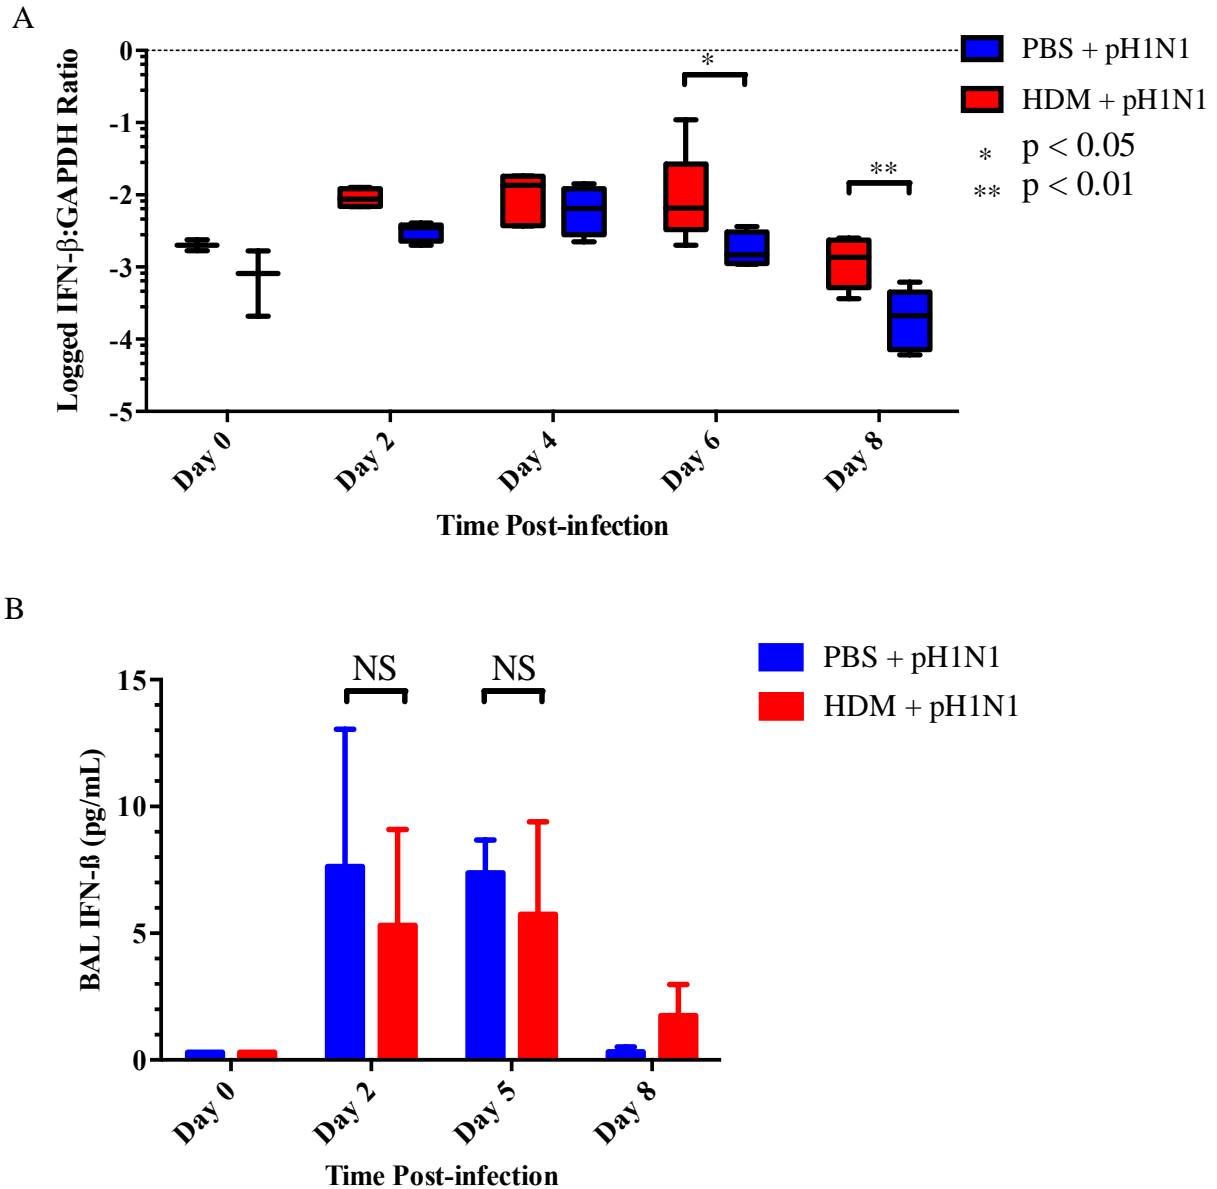 A
Logged IFN-β:GAPDH Ratio
0
-1
-2
-3
-4
-5
*
**
Day 0
Day 2
Day 4
Day 6
Day 8
Time Post-infection
PBS + pH1N1
HDM + pH1N1
* p < 0.05
** p < 0.01
B
BAL IFN-ß (pg/mL)
15
10
5
0
NS
NS
Day 0
Day 2
Day 5
Day 8
Time Post-infection
PBS + pH1N1
HDM + pH1N1